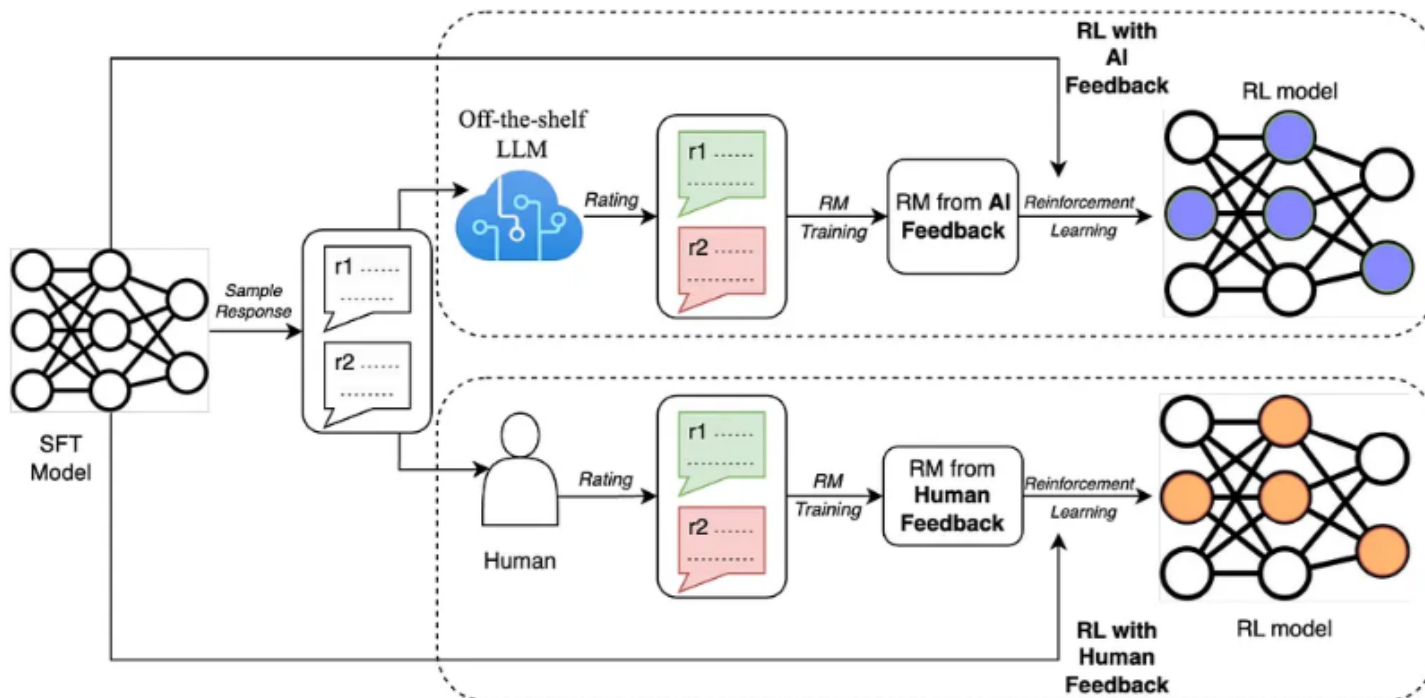 SFT
Model
Sample
Response
r1 ......
.........
r2 ......
.........
Off-the-shelf
LLM
Rating
r1 ......
.........
r2 ......
.........
RM
Training
RM from AI
Feedback
RL with
AI
Feedback
Reinforcement
Learning
RL model
Human
Rating
r1 ......
.........
r2 ......
.........
RM
Training
RM from
Human
Feedback
Reinforcement
Learning
RL with
Human
Feedback
RL model